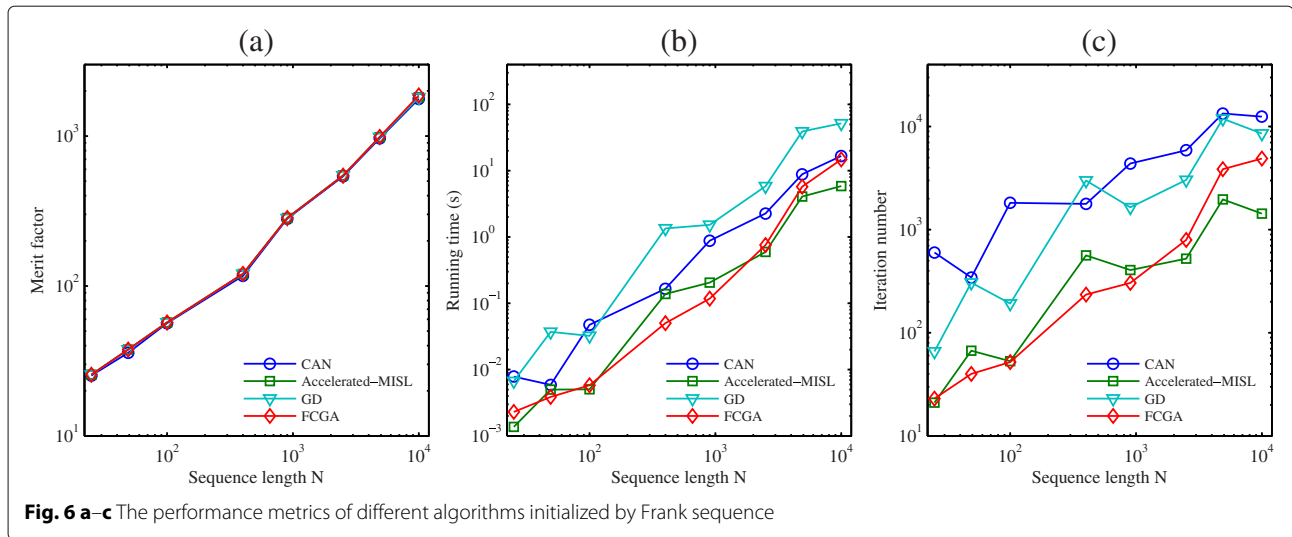 (a)
Merit factor
10^3
10^2
10^1
10^2 10^3 10^4
Sequence length N
CAN
Accelerated–MISL
GD
FCGA
(b)
Running time (s)
10^2
10^1
10^0
10^−1
10^−2
10^−3
10^2 10^3 10^4
Sequence length N
CAN
Accelerated–MISL
GD
FCGA
(c)
Iteration number
10^4
10^3
10^2
10^1
10^2 10^3 10^4
Sequence length N
CAN
Accelerated–MISL
GD
FCGA
Fig. 6 a–c The performance metrics of different algorithms initialized by Frank sequence